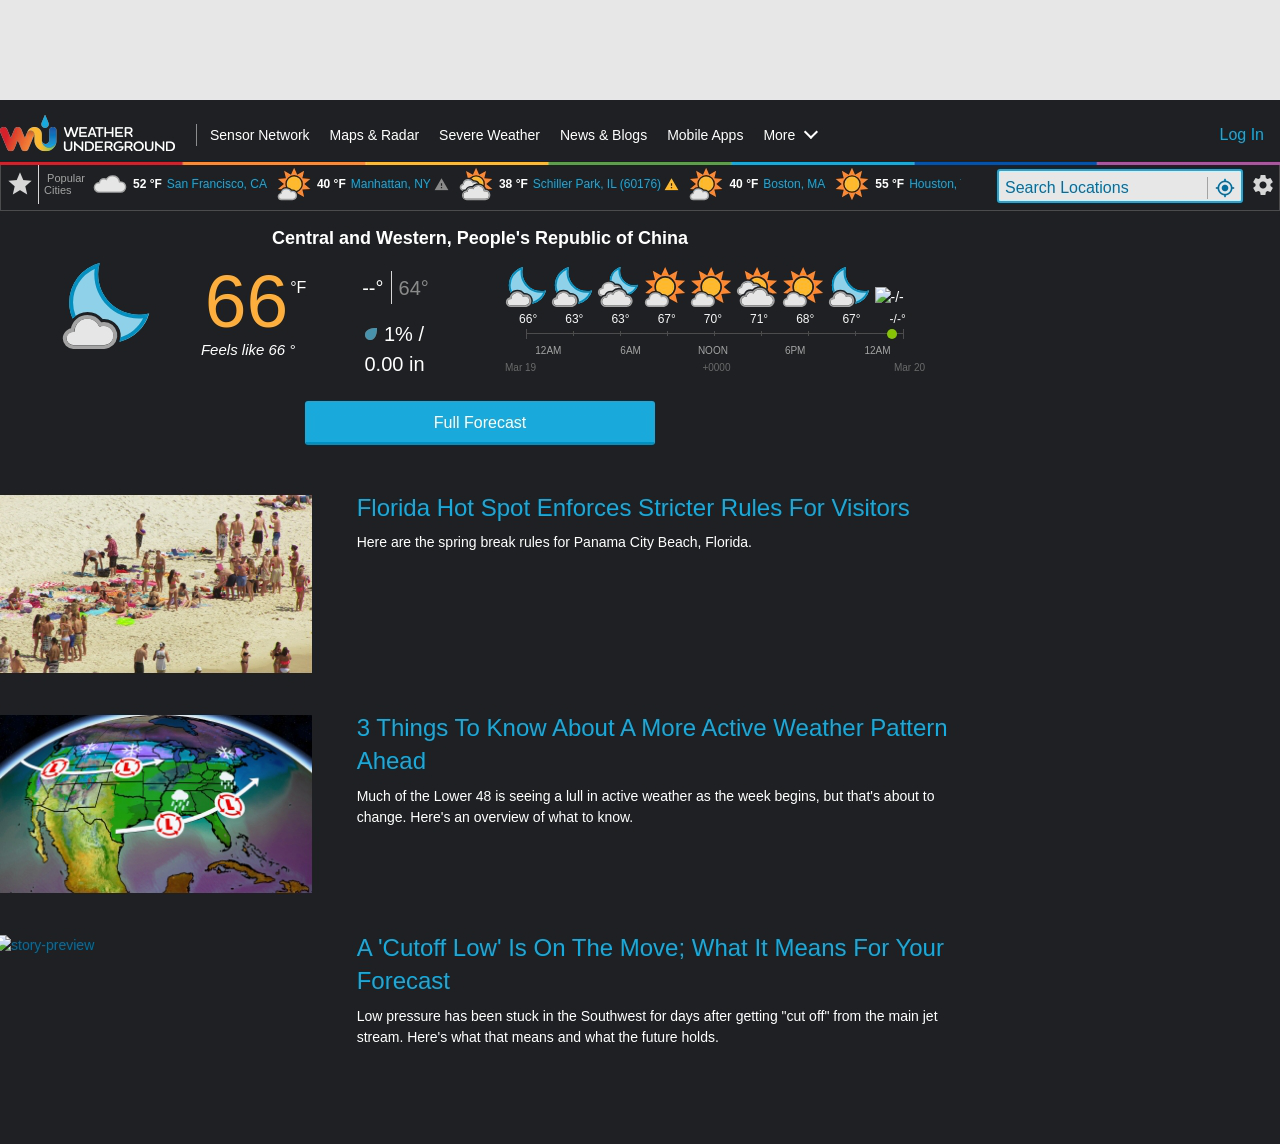 WEATHER
UNDERGROUND
Sensor Network
Maps & Radar
Severe Weather
News & Blogs
Mobile Apps
More
Log In
Popular
Cities
52 °F San Francisco, CA
40 °F Manhattan, NY
38 °F Schiller Park, IL (60176)
40 °F Boston, MA
55 °F Houston,
Search Locations
Central and Western, People's Republic of China
66 °F
Feels like 66 °
--° 64°
1% /
0.00 in
-/-
66° 63° 63° 67° 70° 71° 68° 67° -/-°
12AM 6AM NOON 6PM 12AM
Mar 19 +0000 Mar 20
Full Forecast
Florida Hot Spot Enforces Stricter Rules For Visitors
Here are the spring break rules for Panama City Beach, Florida.
L L L L
3 Things To Know About A More Active Weather Pattern
Ahead
Much of the Lower 48 is seeing a lull in active weather as the week begins, but that's about to
change. Here's an overview of what to know.
story-preview
A 'Cutoff Low' Is On The Move; What It Means For Your
Forecast
Low pressure has been stuck in the Southwest for days after getting "cut off" from the main jet
stream. Here's what that means and what the future holds.